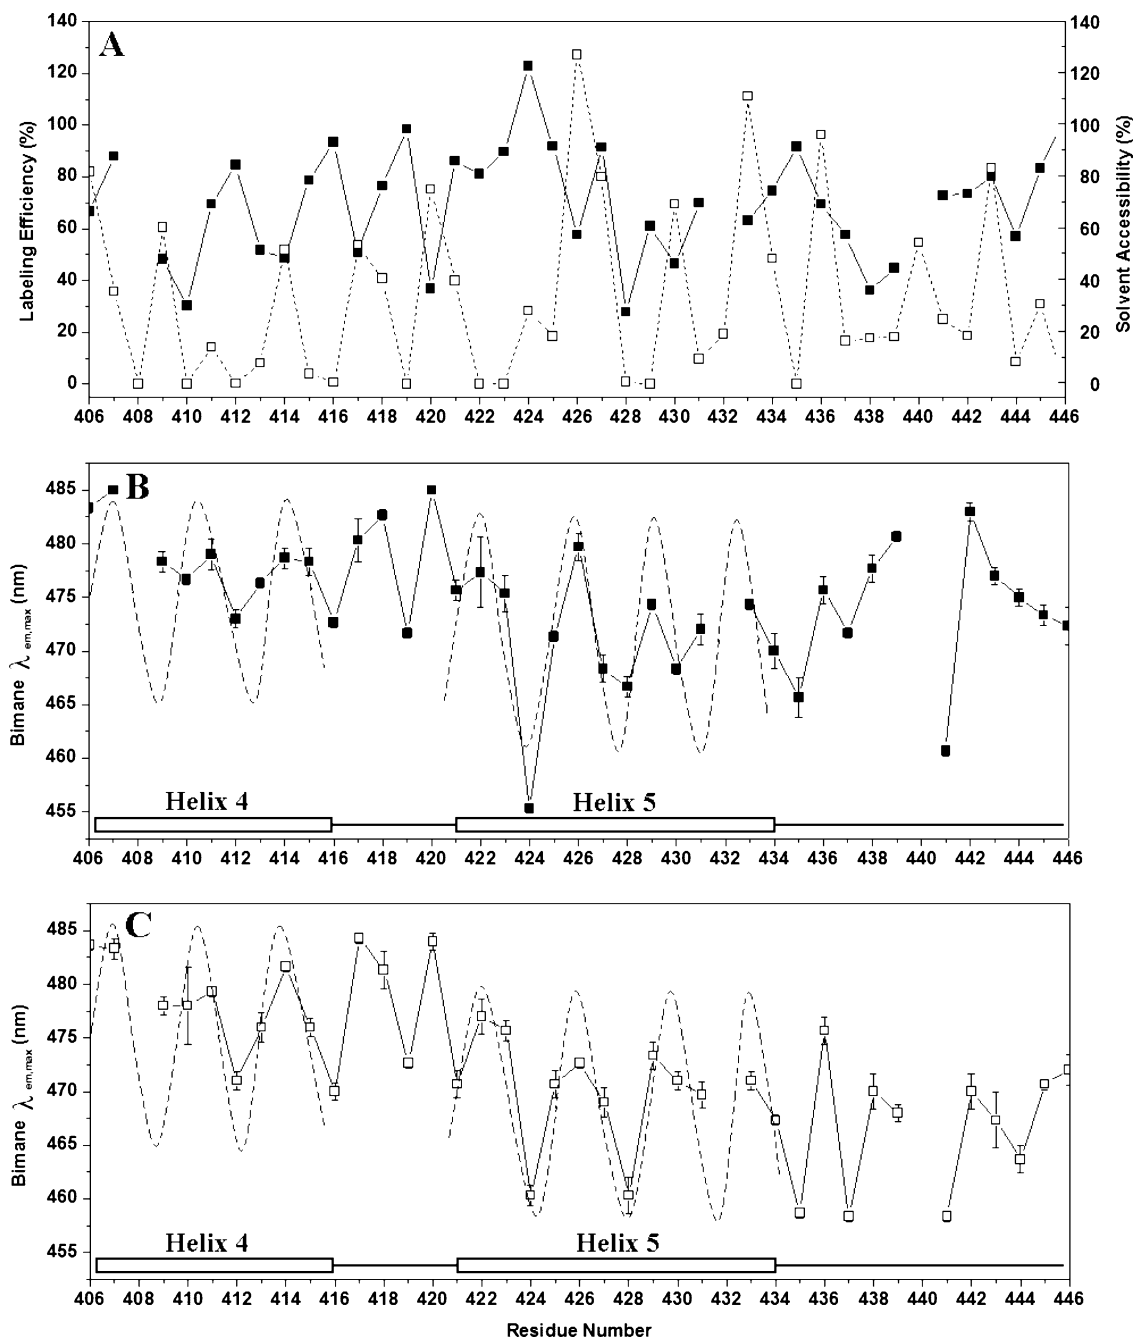 A
140
120
100
80
60
40
20
0
Labeling Efficiency (%)
140
120
100
80
60
40
20
0
Solvent Accessibility (%)
406 408 410 412 414 416 418 420 422 424 426 428 430 432 434 436 438 440 442 444 446
B
485
480
475
470
465
460
455
Bimane λ em,max (nm)
Helix 4 Helix 5
406 408 410 412 414 416 418 420 422 424 426 428 430 432 434 436 438 440 442 444 446
C
485
480
475
470
465
460
455
Bimane λ em,max (nm)
Helix 4 Helix 5
406 408 410 412 414 416 418 420 422 424 426 428 430 432 434 436 438 440 442 444 446
Residue Number